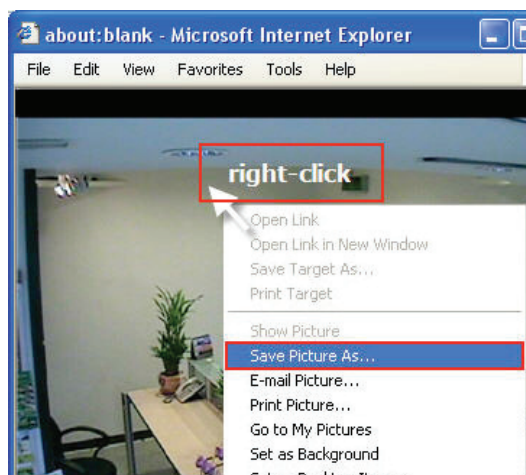 about:blank - Microsoft Internet Explorer
File Edit View Favorites Tools Help
right-click
Open Link
Open Link in New Window
Save Target As...
Print Target
Show Picture
Save Picture As...
E-mail Picture...
Print Picture...
Go to My Pictures
Set as Background